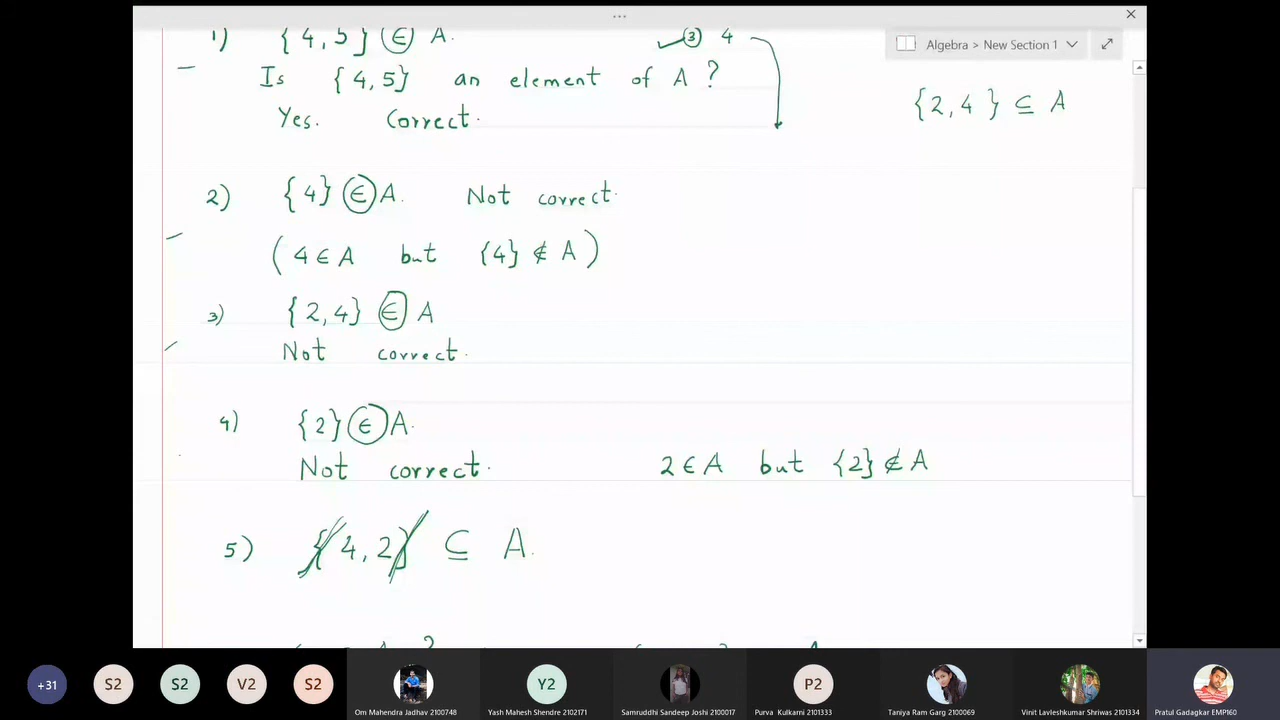 1) {4,5} ∈ A. ③ 4
Algebra > New Section 1
Is {4,5} an element of A ?
{2,4} ⊆ A
Yes. Correct.
2) {4} ∈ A. Not correct.
(4 ∈ A but {4} ∉ A)
3) {2,4} ∈ A
Not correct.
4) {2} ∈ A.
Not correct. 2 ∈ A but {2} ∉ A
5) {4,2} ⊆ A.
+31 S2 S2 V2 S2 Y2 P2
Om Mahendra Jadhav 2100748 Yash Mahesh Shendre 2102171 Samruddhi Sandeep Joshi 2100017 Purva Kulkarni 2101333 Taniya Ram Garg 2100069 Vinit Lavleshkumar Shriwas 2101334 Pratul Gadagkar EMP160